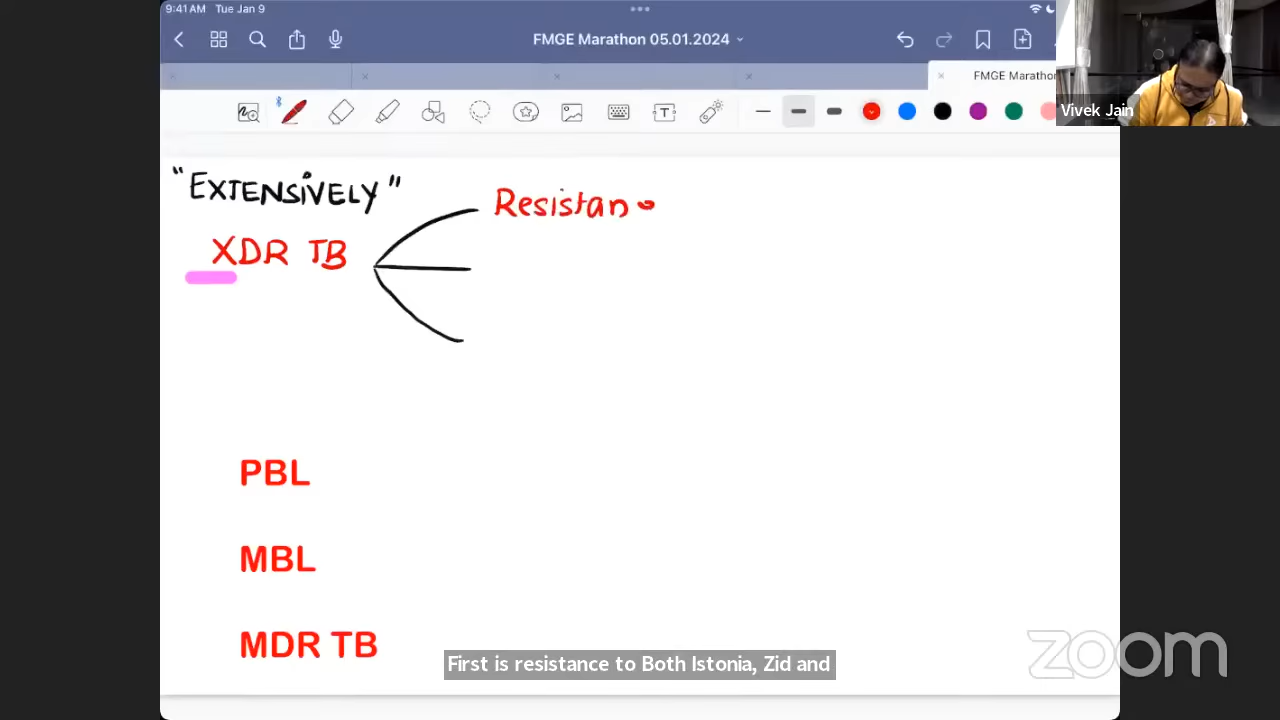 9:41 AM Tue Jan 9
FMGE Marathon 05.01.2024
FMGE Marathon
Vivek Jain
"EXTENSIVELY"
Resistan
XDR TB
PBL
MBL
MDR TB
First is resistance to Both Istonia, Zid and
zoom